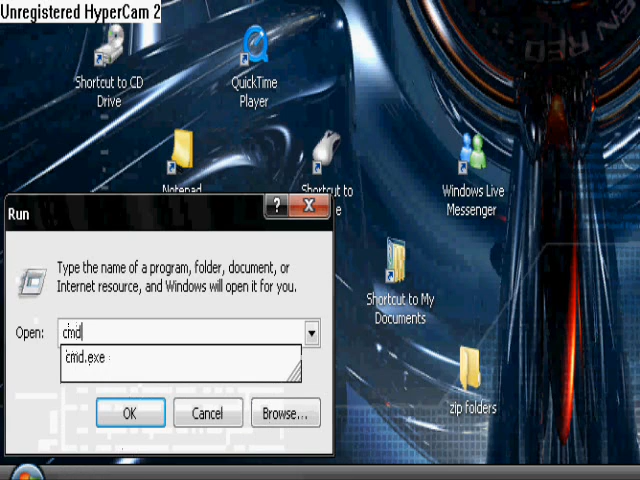 Unregistered HyperCam 2
Shortcut to CD
Drive
QuickTime
Player
Notepad
Shortcut to
Windows Live
Messenger
Run
?
X
Type the name of a program, folder, document, or
Internet resource, and Windows will open it for you.
Open:
cmd
cmd.exe
OK
Cancel
Browse...
Shortcut to My
Documents
zip folders